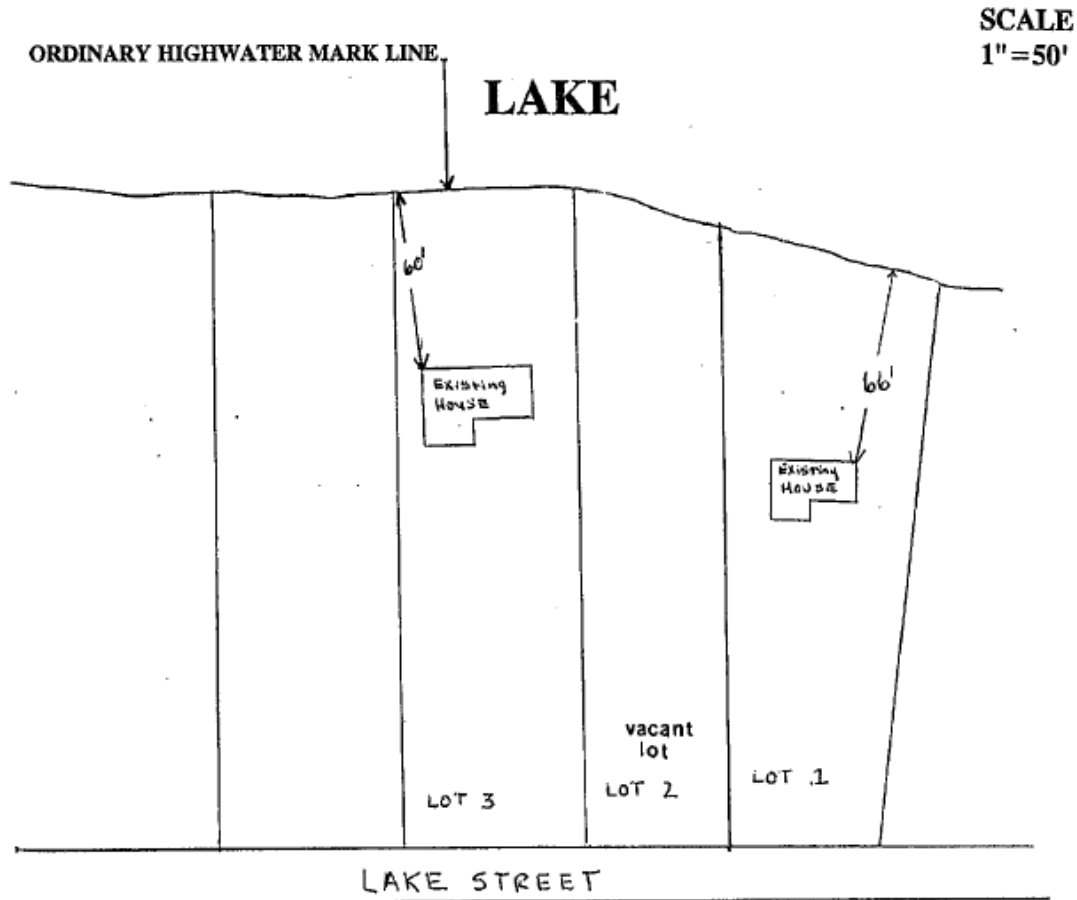 SCALE
1"=50'
ORDINARY HIGHWATER MARK LINE
LAKE
60'
Existing
House
66'
Existing
House
vacant
lot
LOT 3
LOT 2
LOT 1
LAKE STREET